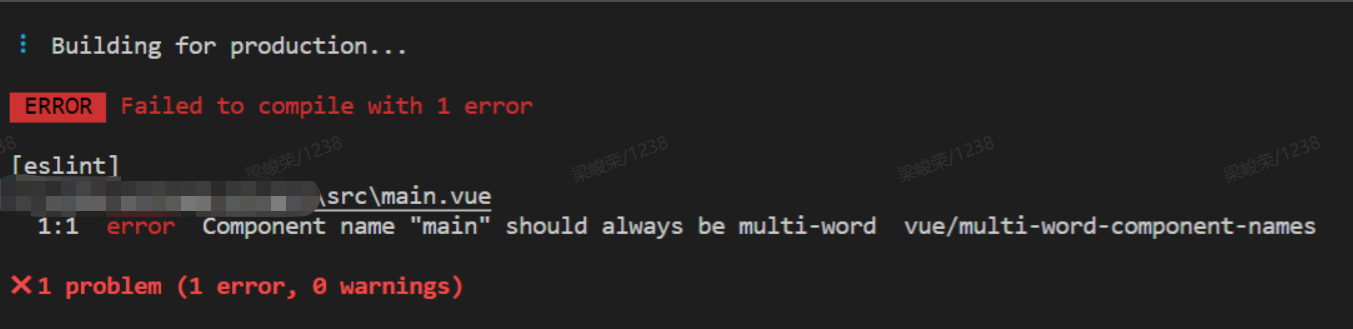 Building for production...
ERROR Failed to compile with 1 error
[eslint]
\src\main.vue
1:1 error Component name "main" should always be multi-word vue/multi-word-component-names
1 problem (1 error, 0 warnings)
梁峻荣/1238
梁峻荣/1238
梁峻荣/1238
梁峻荣/1238